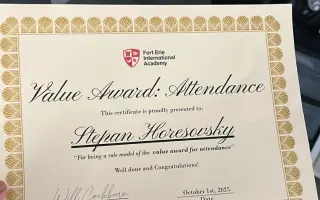 Fort Erie
International
Academy
Value Award: Attendance
This certificate is proudly presented to:
Stepan Horesovsky
"For being a role model of the value award for attendance"
Well done and Congratulations!
October 1st, 2025
Date